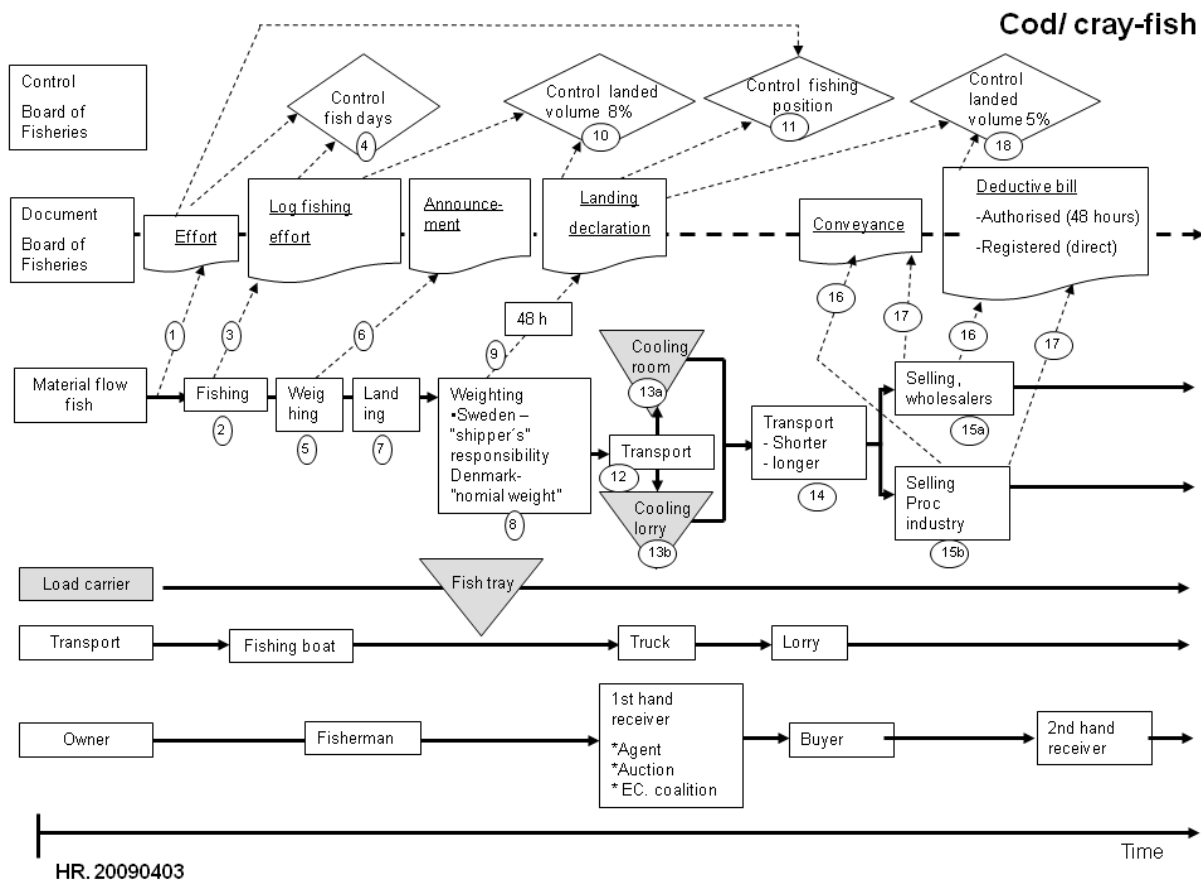 Cod/ cray-fish
Control
Board of
Fisheries
Control
fish days
4
Control landed
volume 8%
10
Control fishing
position
11
Control
landed
volume 5%
18
Document
Board of
Fisheries
Effort
Log fishing
effort
Announce-
ment
Landing
declaration
Conveyance
Deductive bill
-Authorised (48 hours)
-Registered (direct)
1
3
6
9
48 h
16
17
16
17
Material flow
fish
Fishing
2
Weig
hing
5
Land
ing
7
Weighting
▪Sweden –
"shipper´s"
responsibility
Denmark-
"nomial weight"
8
Cooling
room
13a
Transport
12
Cooling
lorry
13b
Transport
- Shorter
- longer
14
Selling,
wholesalers
15a
Selling
Proc
industry
15b
Load carrier
Fish tray
Transport
Fishing boat
Truck
Lorry
Owner
Fisherman
1st hand
receiver
*Agent
*Auction
* EC. coalition
Buyer
2nd hand
receiver
Time
HR. 20090403